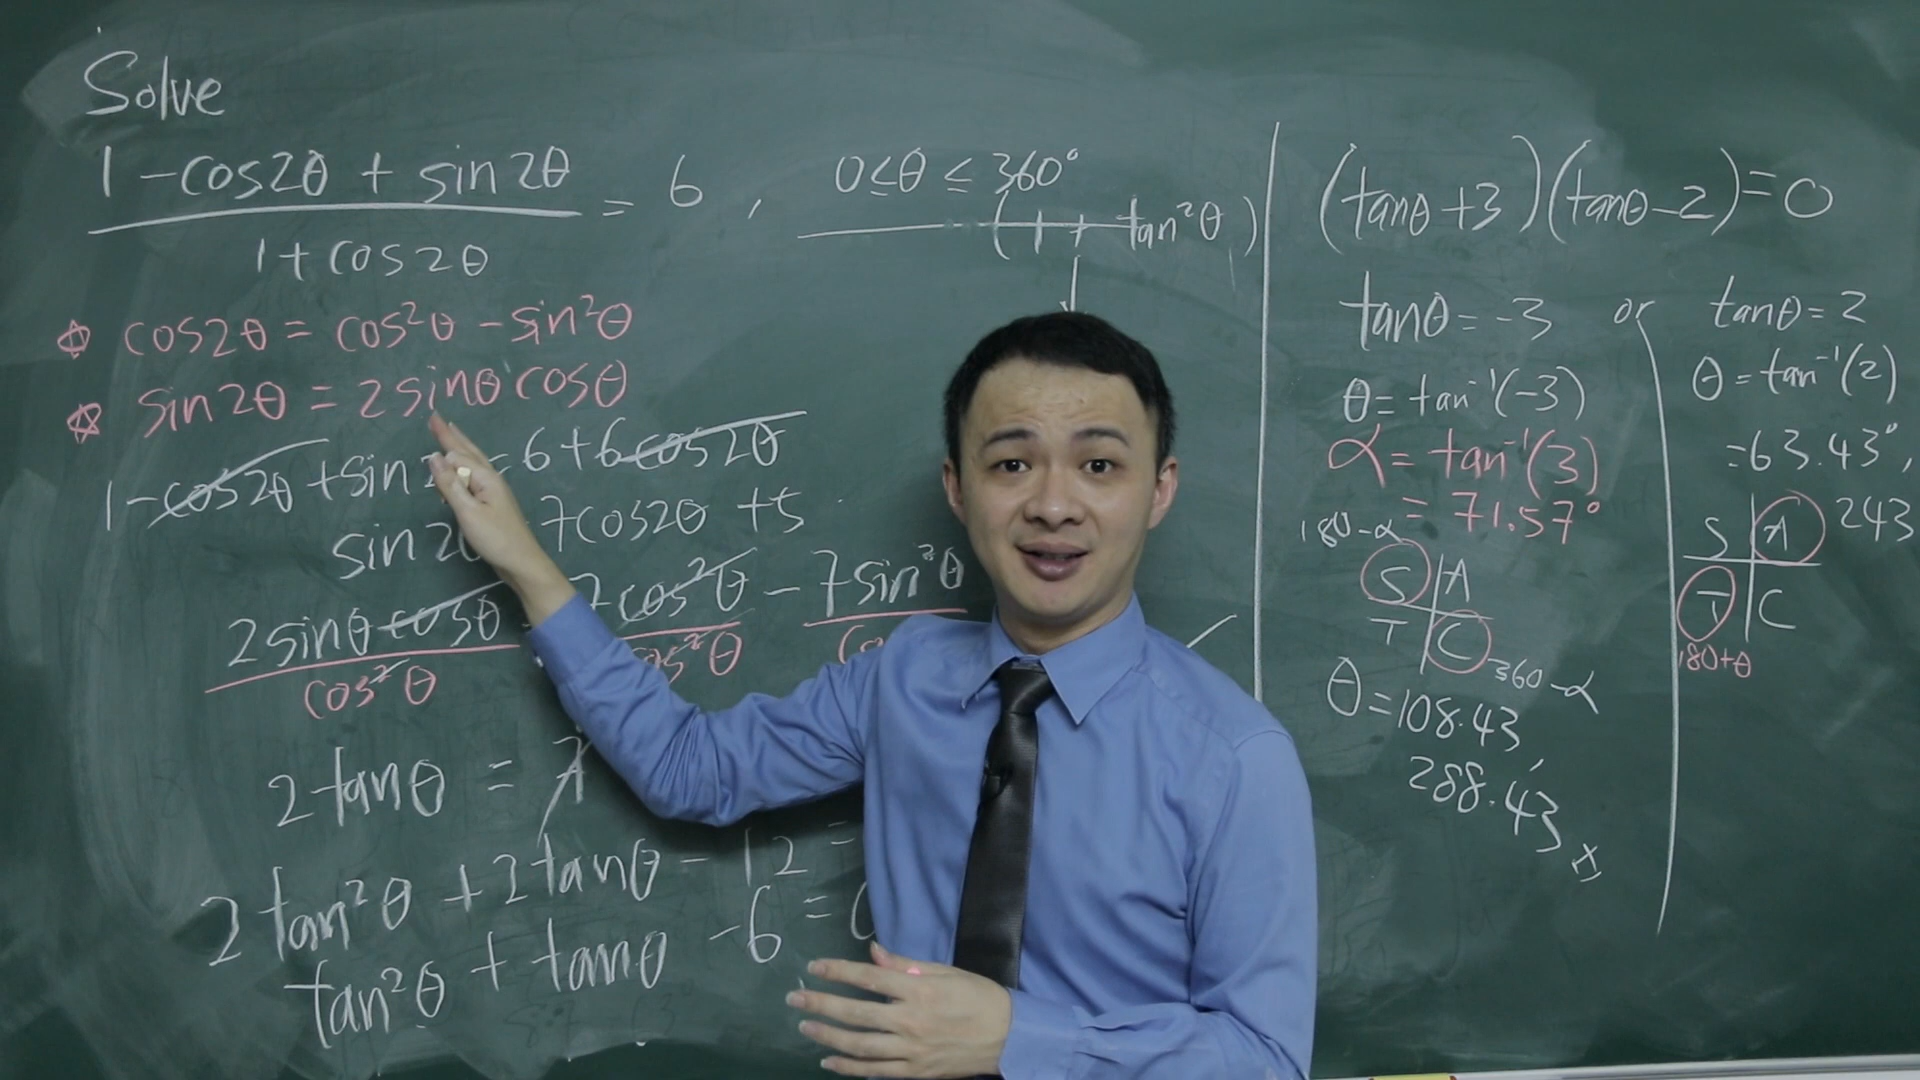 Solve
1 - cos2θ + sin2θ
1 + cos2θ
= 6 , 0 ≤ θ ≤ 360°
( 1 + tan²θ )
☆ cos2θ = cos²θ - sin²θ
☆ sin2θ = 2sinθ cosθ
1 - cos2θ + sin2 = 6 + 6cos2θ
sin2θ 7cos2θ + 5
2sinθ cosθ 7cos²θ - 7sin²θ
cos²θ cos²θ
2tanθ = 7
2tan²θ + 2tanθ - 12 =
tan²θ + tanθ - 6 = 0
(tanθ + 3)(tanθ - 2) = 0
tanθ = -3 or
θ = tan⁻¹(-3)
α = tan⁻¹(3)
= 71.57°
180 - α
S A
T C
360 - α
θ = 108.43,
288.43
tanθ = 2
θ = tan⁻¹(2)
= 63.43°,
243
S A
T C
180+θ